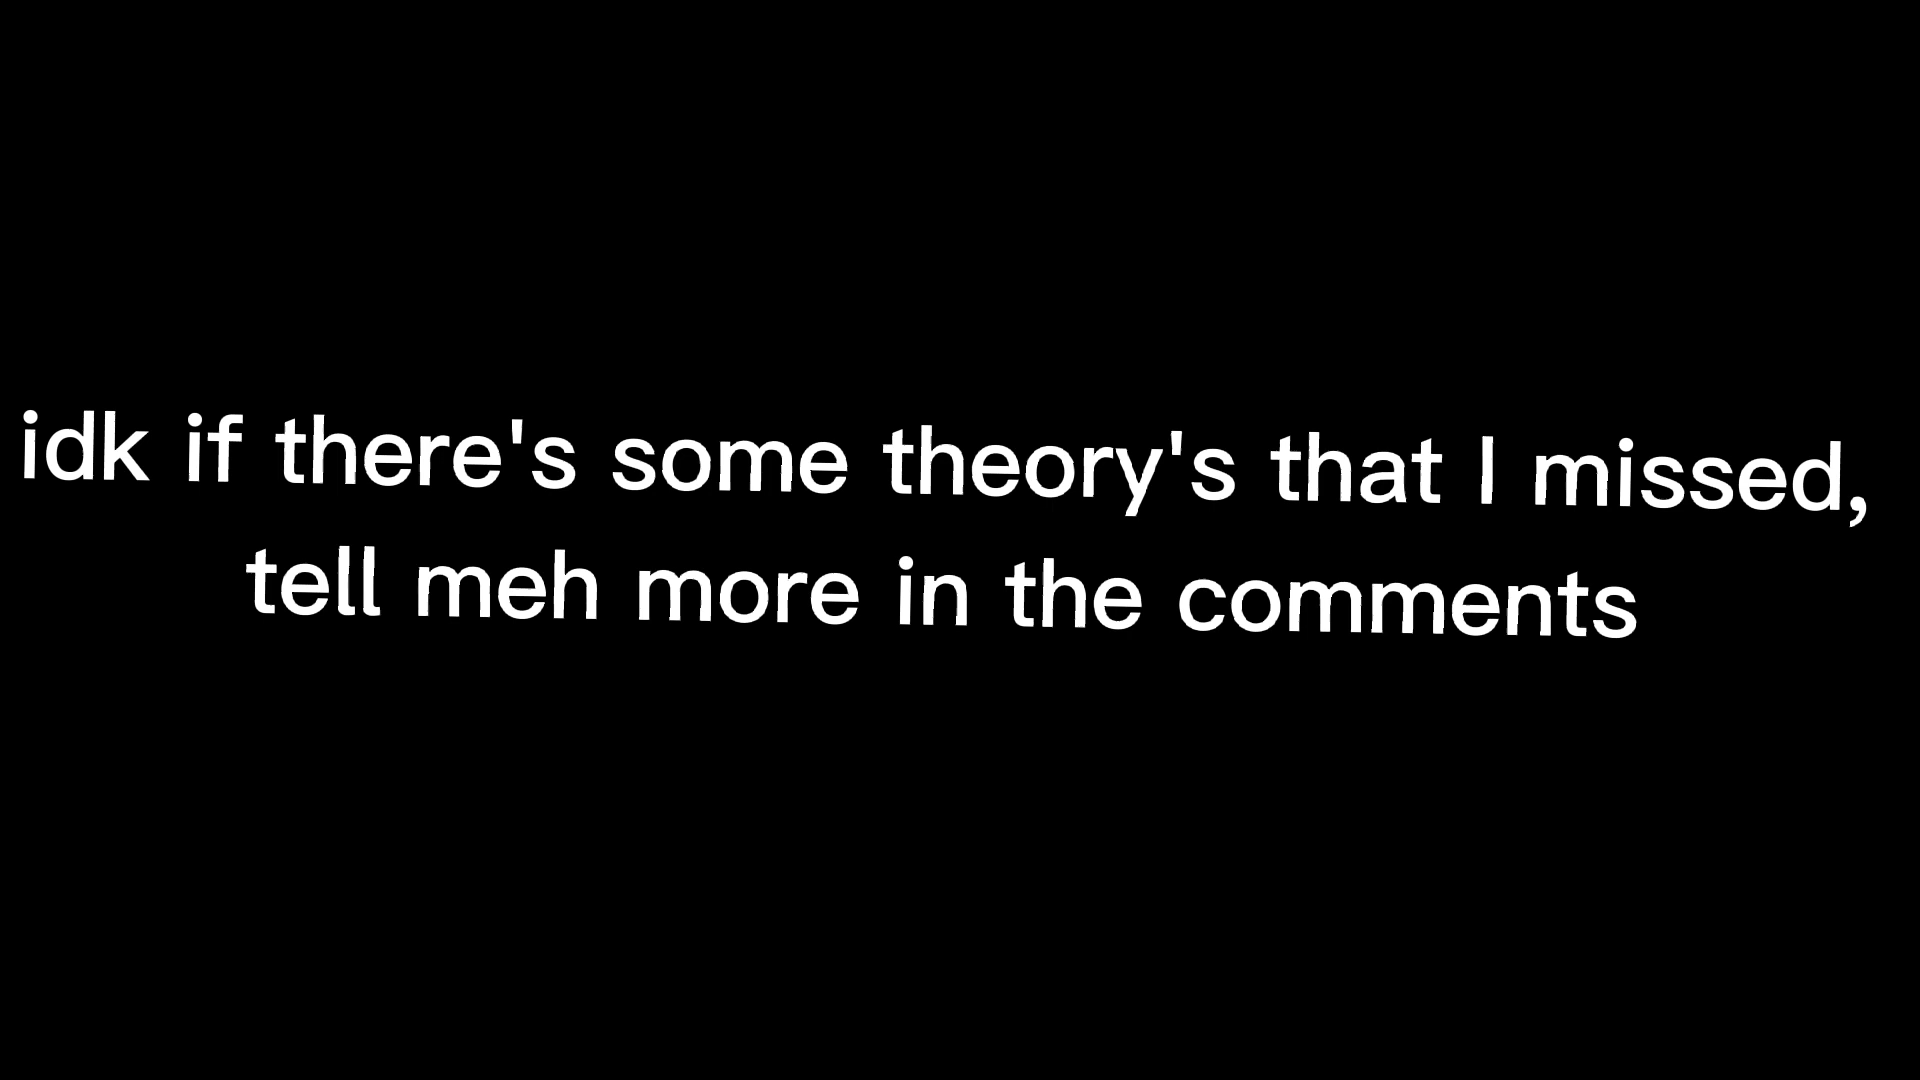 idk if there's some theory's that I missed,
tell meh more in the comments